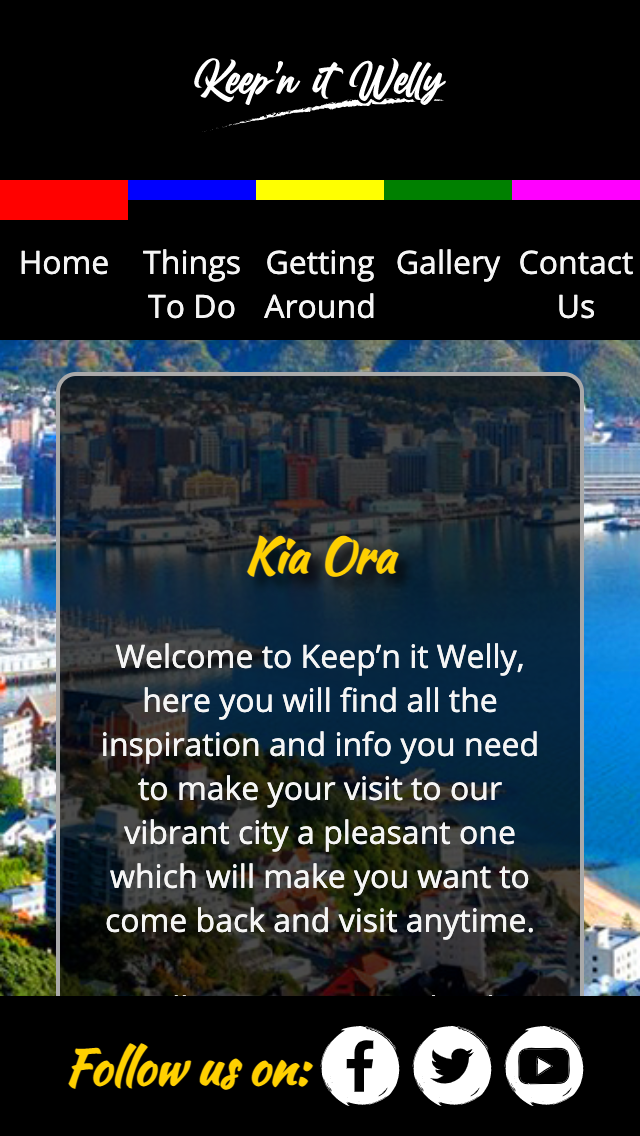 Keep'n it Welly
Home
Things
To Do
Getting
Around
Gallery
Contact
Us
Kia Ora
Welcome to Keep’n it Welly,
here you will find all the
inspiration and info you need
to make your visit to our
vibrant city a pleasant one
which will make you want to
come back and visit anytime.
Follow us on: